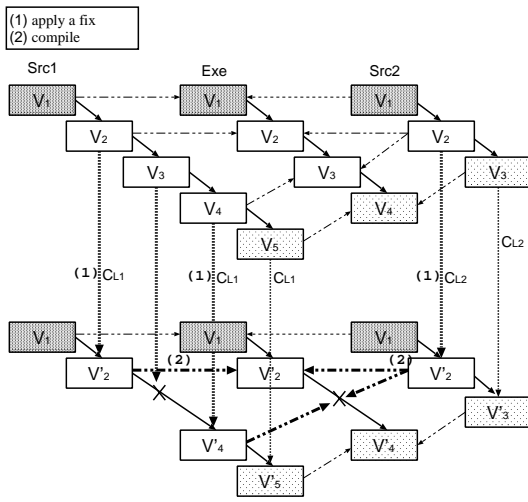 (1) apply a fix
(2) compile
Src1 Exe Src2
V1 V1 V1
V2 V2 V2
V3 V3 V3
V4 V4
V5
(1) CL1 (1) CL1 CL1 (1) CL2 CL2
V1 V1 V1
(2) (2)
V'2 V'2 V'2
V'3
V'4 V'4
V'5